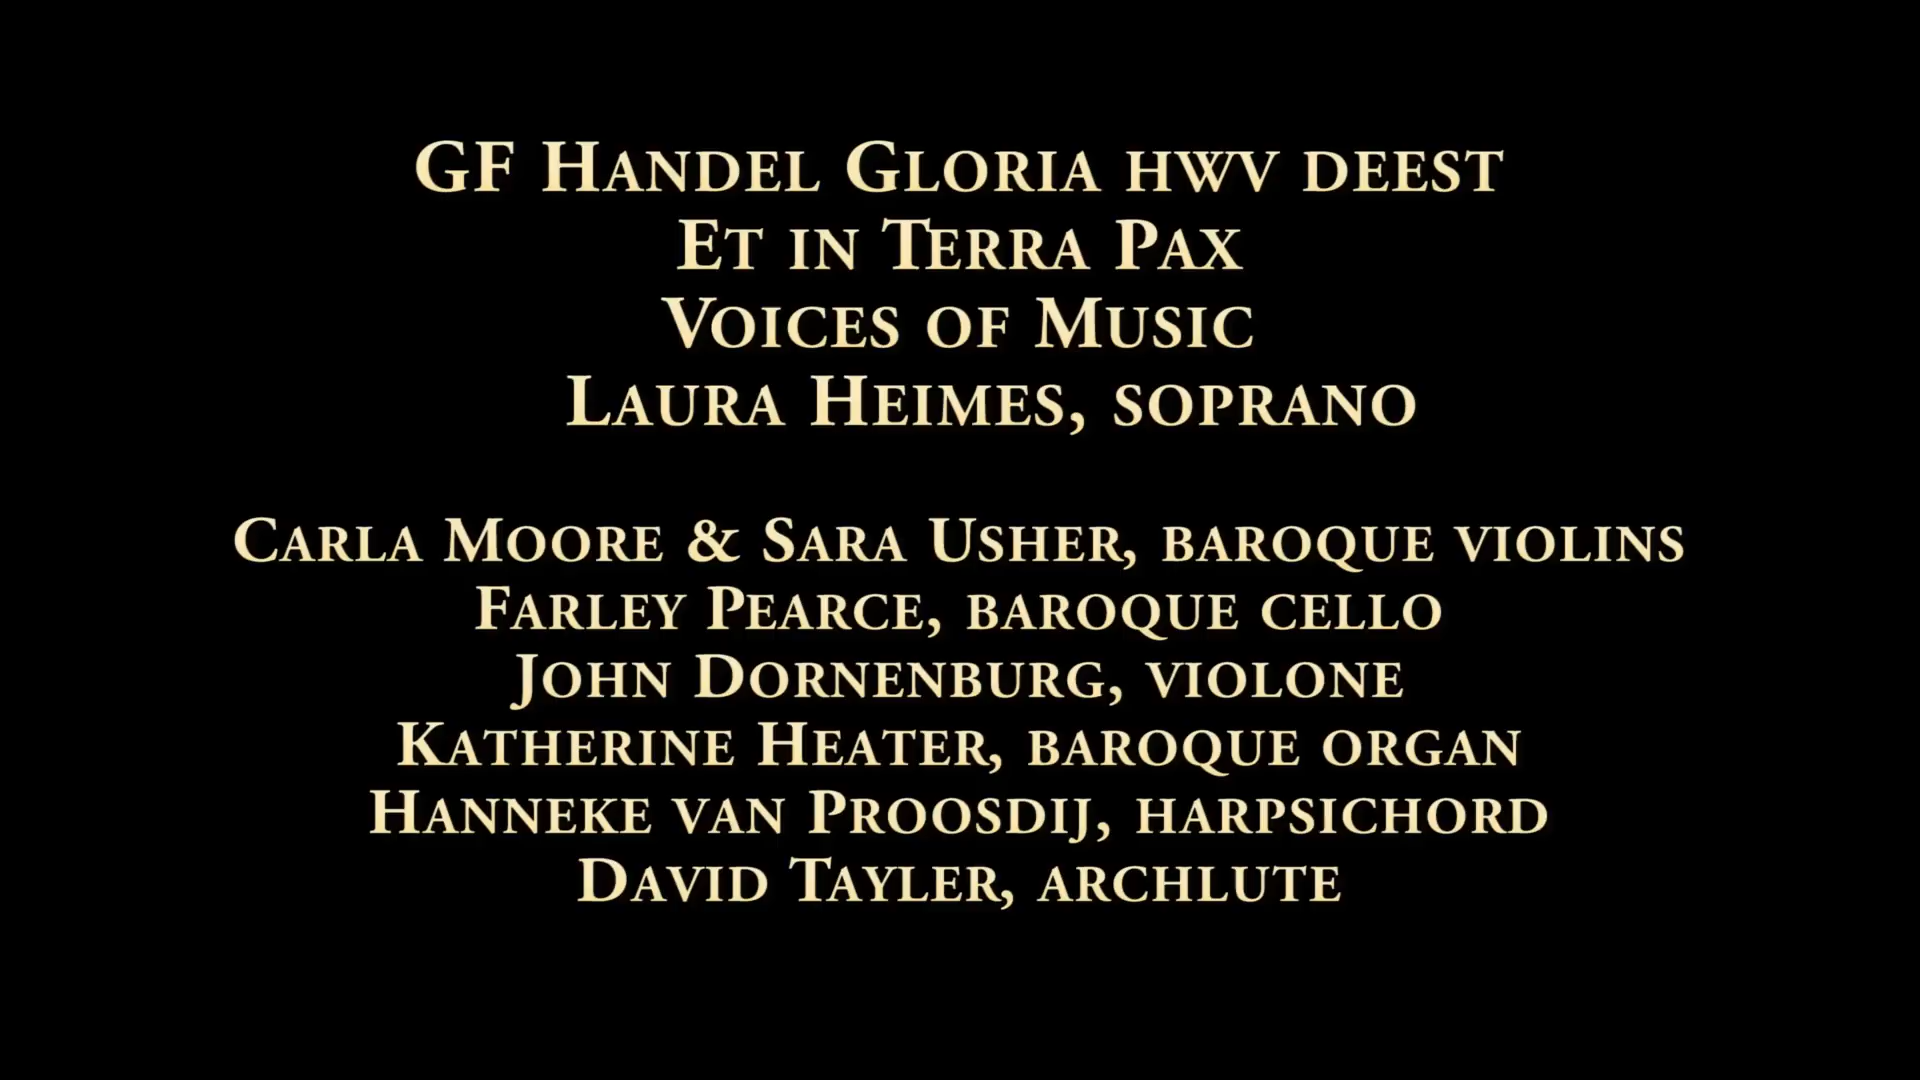 GF Handel Gloria HWV deest
Et in Terra Pax
Voices of Music
Laura Heimes, soprano
Carla Moore & Sara Usher, baroque violins
Farley Pearce, baroque cello
John Dornenburg, violone
Katherine Heater, baroque organ
Hanneke van Proosdij, harpsichord
David Tayler, archlute